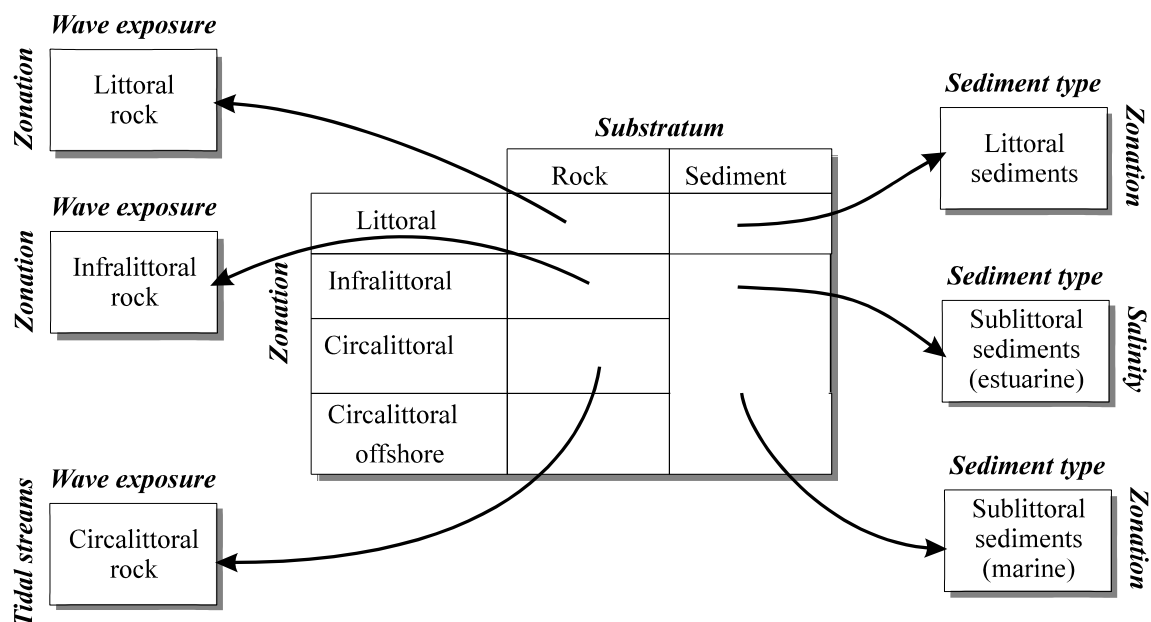 Wave exposure
Zonation
Littoral
rock
Wave exposure
Zonation
Infralittoral
rock
Wave exposure
Tidal streams
Circalittoral
rock
Substratum
Rock
Sediment
Zonation
Littoral
Infralittoral
Circalittoral
Circalittoral
offshore
Sediment type
Littoral
sediments
Zonation
Sediment type
Sublittoral
sediments
(estuarine)
Salinity
Sediment type
Sublittoral
sediments
(marine)
Zonation